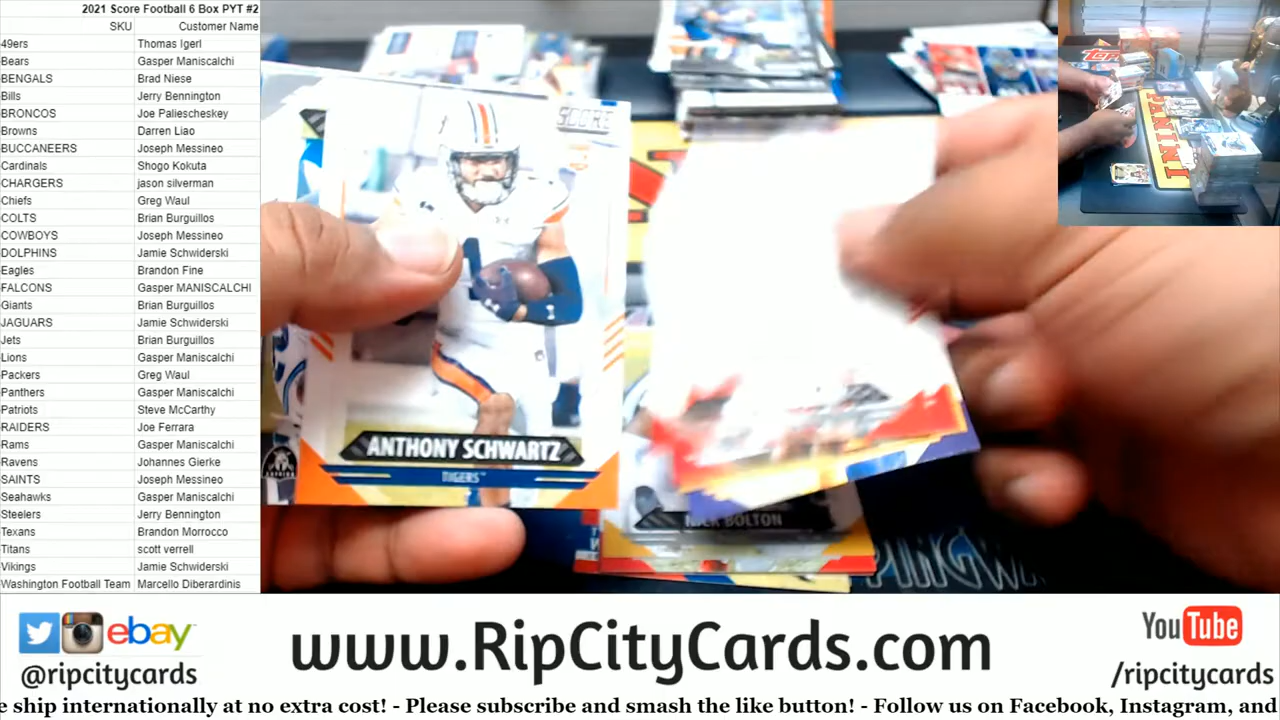 2021 Score Football 6 Box PYT #2
SKU Customer Name
49ers Thomas Igerl
Bears Gasper Maniscalchi
BENGALS Brad Niese
Bills Jerry Bennington
BRONCOS Joe Paliescheskey
Browns Darren Liao
BUCCANEERS Joseph Messineo
Cardinals Shogo Kokuta
CHARGERS jason silverman
Chiefs Greg Waul
COLTS Brian Burguillos
COWBOYS Joseph Messineo
DOLPHINS Jamie Schwiderski
Eagles Brandon Fine
FALCONS Gasper MANISCALCHI
Giants Brian Burguillos
JAGUARS Jamie Schwiderski
Jets Brian Burguillos
Lions Gasper Maniscalchi
Packers Greg Waul
Panthers Gasper Maniscalchi
Patriots Steve McCarthy
RAIDERS Joe Ferrara
Rams Gasper Maniscalchi
Ravens Johannes Gierke
SAINTS Joseph Messineo
Seahawks Gasper Maniscalchi
Steelers Jerry Bennington
Texans Brandon Morrocco
Titans scott verrell
Vikings Jamie Schwiderski
Washington Football Team Marcello Diberardinis
SCORE
ANTHONY SCHWARTZ
TIGERS
NICK BOLTON
TOPPS
PANINI
ebay
@ripcitycards
www.RipCityCards.com
YouTube
/ripcitycards
e ship internationally at no extra cost! - Please subscribe and smash the like button! - Follow us on Facebook, Instagram, and